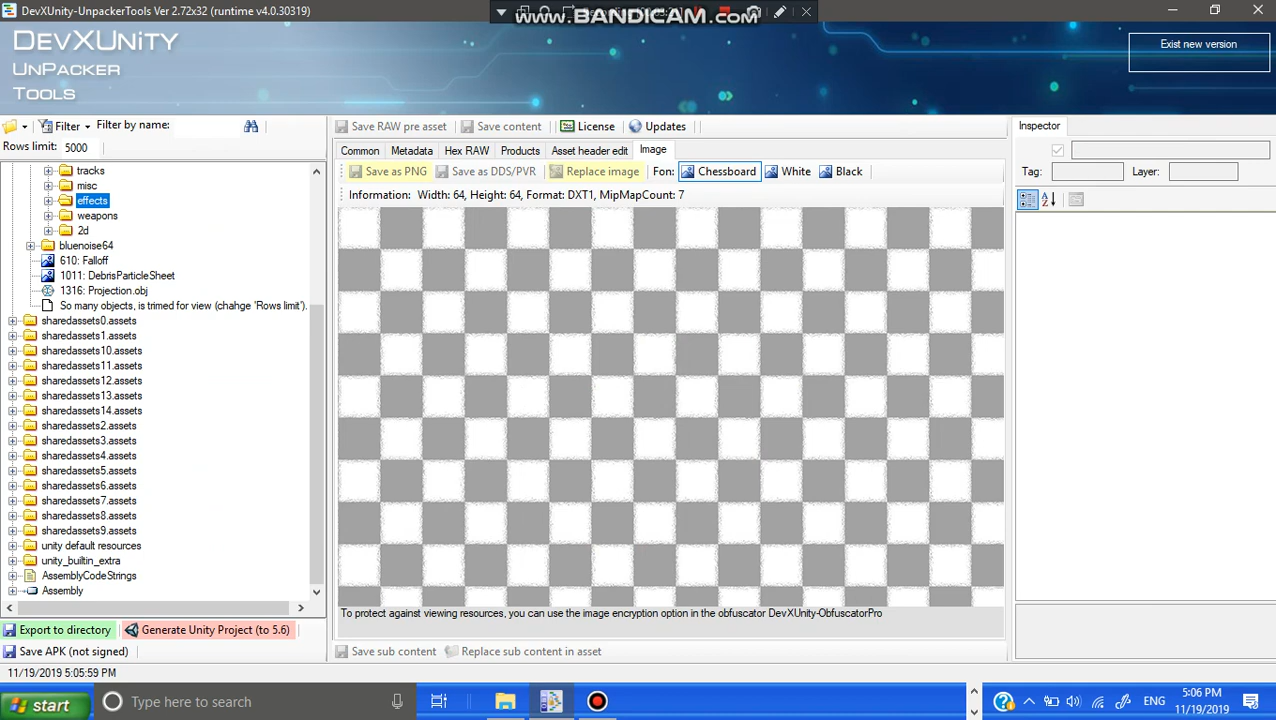 DevXUnity-UnpackerTools Ver 2.72x32 (runtime v4.0.30319)
www.BANDICAM.com
DevXUnity
UnPacker
Tools
Exist new version
Filter
Filter by name:
Rows limit: 5000
Save RAW pre asset
Save content
License
Updates
Common
Metadata
Hex RAW
Products
Asset header edit
Image
Save as PNG
Save as DDS/PVR
Replace image
Fon:
Chessboard
White
Black
Information: Width: 64, Height: 64, Format: DXT1, MipMapCount: 7
Inspector
Tag:
Layer:
tracks
misc
effects
weapons
2d
bluenoise64
610: Falloff
1011: DebrisParticleSheet
1316: Projection.obj
So many objects, is trimed for view (change 'Rows limit').
sharedassets0.assets
sharedassets1.assets
sharedassets10.assets
sharedassets11.assets
sharedassets12.assets
sharedassets13.assets
sharedassets14.assets
sharedassets2.assets
sharedassets3.assets
sharedassets4.assets
sharedassets5.assets
sharedassets6.assets
sharedassets7.assets
sharedassets8.assets
sharedassets9.assets
unity default resources
unity_builtin_extra
AssemblyCodeStrings
Assembly
To protect against viewing resources, you can use the image encryption option in the obfuscator DevXUnity-ObfuscatorPro
Export to directory
Generate Unity Project (to 5.6)
Save APK (not signed)
Save sub content
Replace sub content in asset
11/19/2019 5:05:59 PM
start
Type here to search
ENG
5:06 PM
11/19/2019